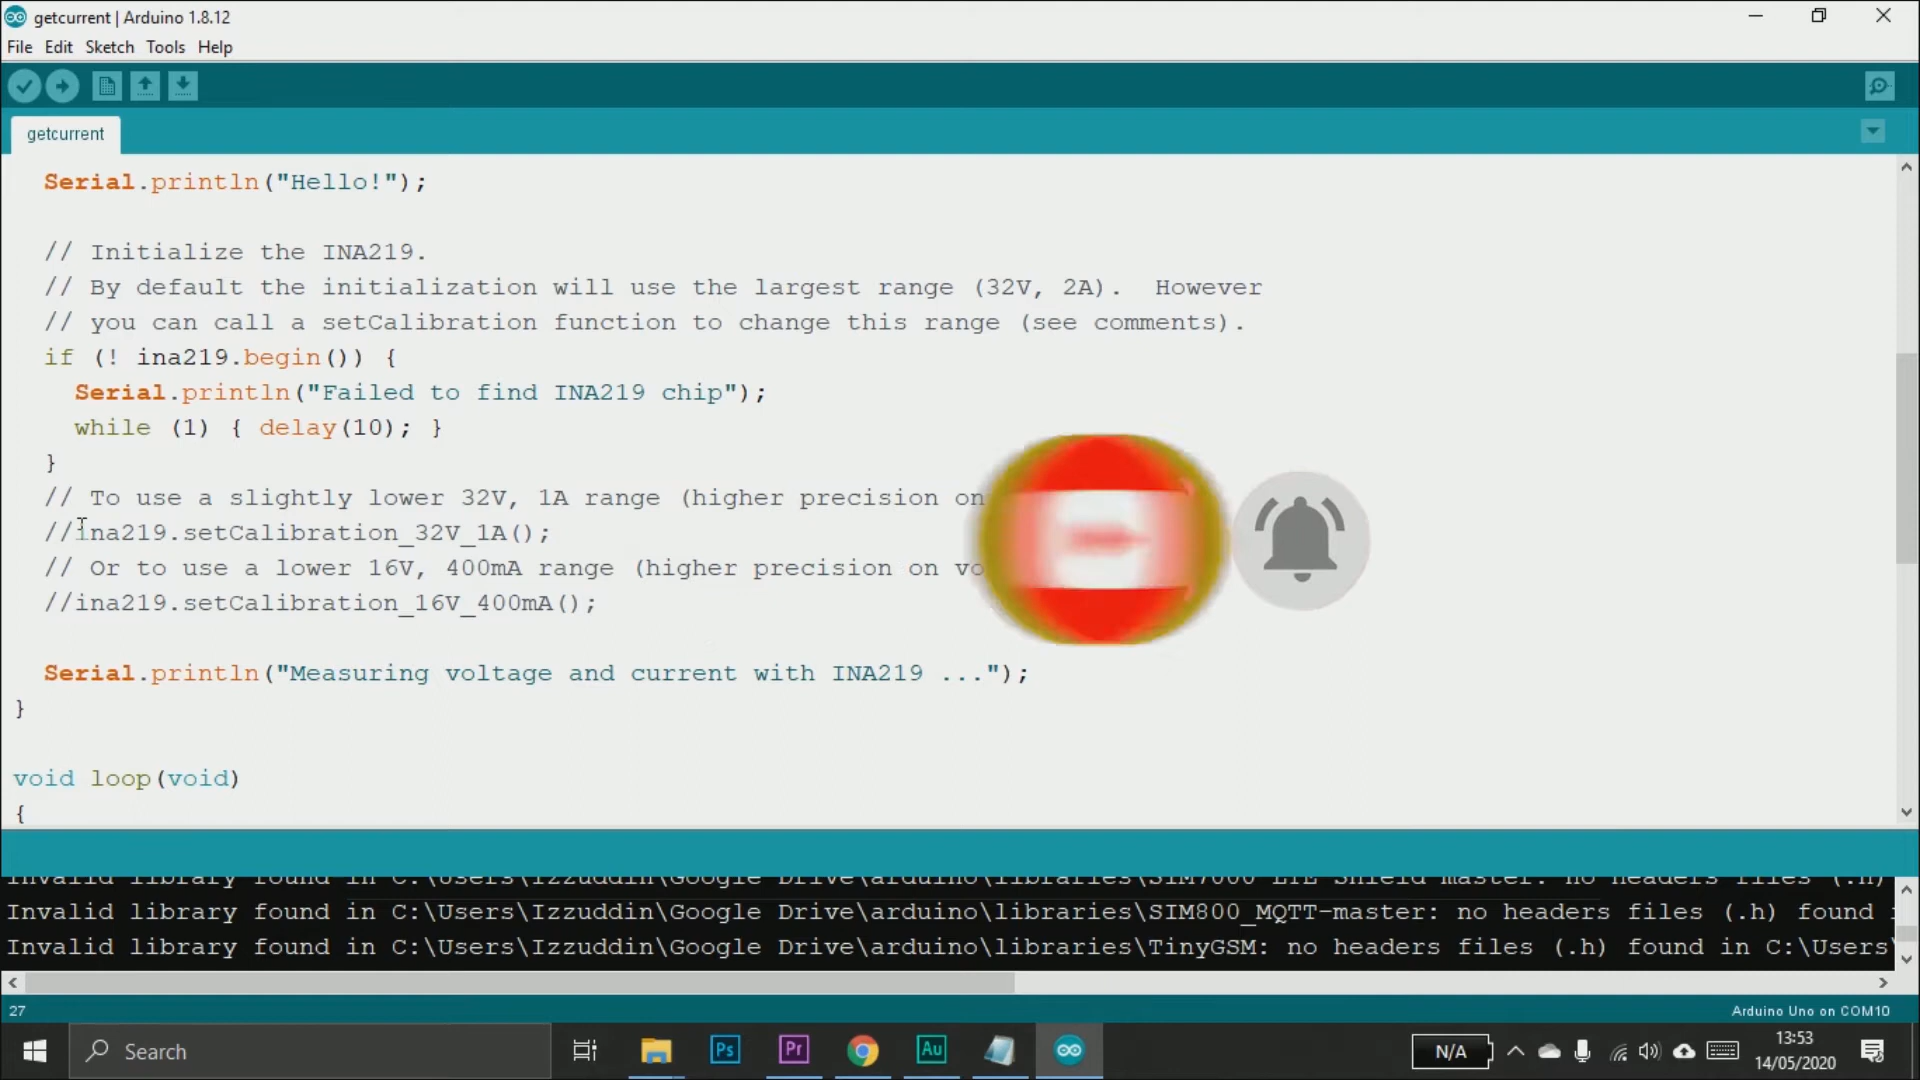 getcurrent | Arduino 1.8.12
File Edit Sketch Tools Help
getcurrent
Serial.println("Hello!");
// Initialize the INA219.
// By default the initialization will use the largest range (32V, 2A).  However
// you can call a setCalibration function to change this range (see comments).
if (! ina219.begin()) {
Serial.println("Failed to find INA219 chip");
while (1) { delay(10); }
}
// To use a slightly lower 32V, 1A range (higher precision on
//ina219.setCalibration_32V_1A();
// Or to use a lower 16V, 400mA range (higher precision on vo
//ina219.setCalibration_16V_400mA();
Serial.println("Measuring voltage and current with INA219 ...");
}
void loop(void)
{
Invalid library found in C:\Users\Izzuddin\Google Drive\arduino\libraries\SIM7000 LTE Shield master: no headers files (.h)
Invalid library found in C:\Users\Izzuddin\Google Drive\arduino\libraries\SIM800_MQTT-master: no headers files (.h) found i
Invalid library found in C:\Users\Izzuddin\Google Drive\arduino\libraries\TinyGSM: no headers files (.h) found in C:\Users\
27
Arduino Uno on COM10
Search
Ps
Pr
Au
N/A
13:53
14/05/2020